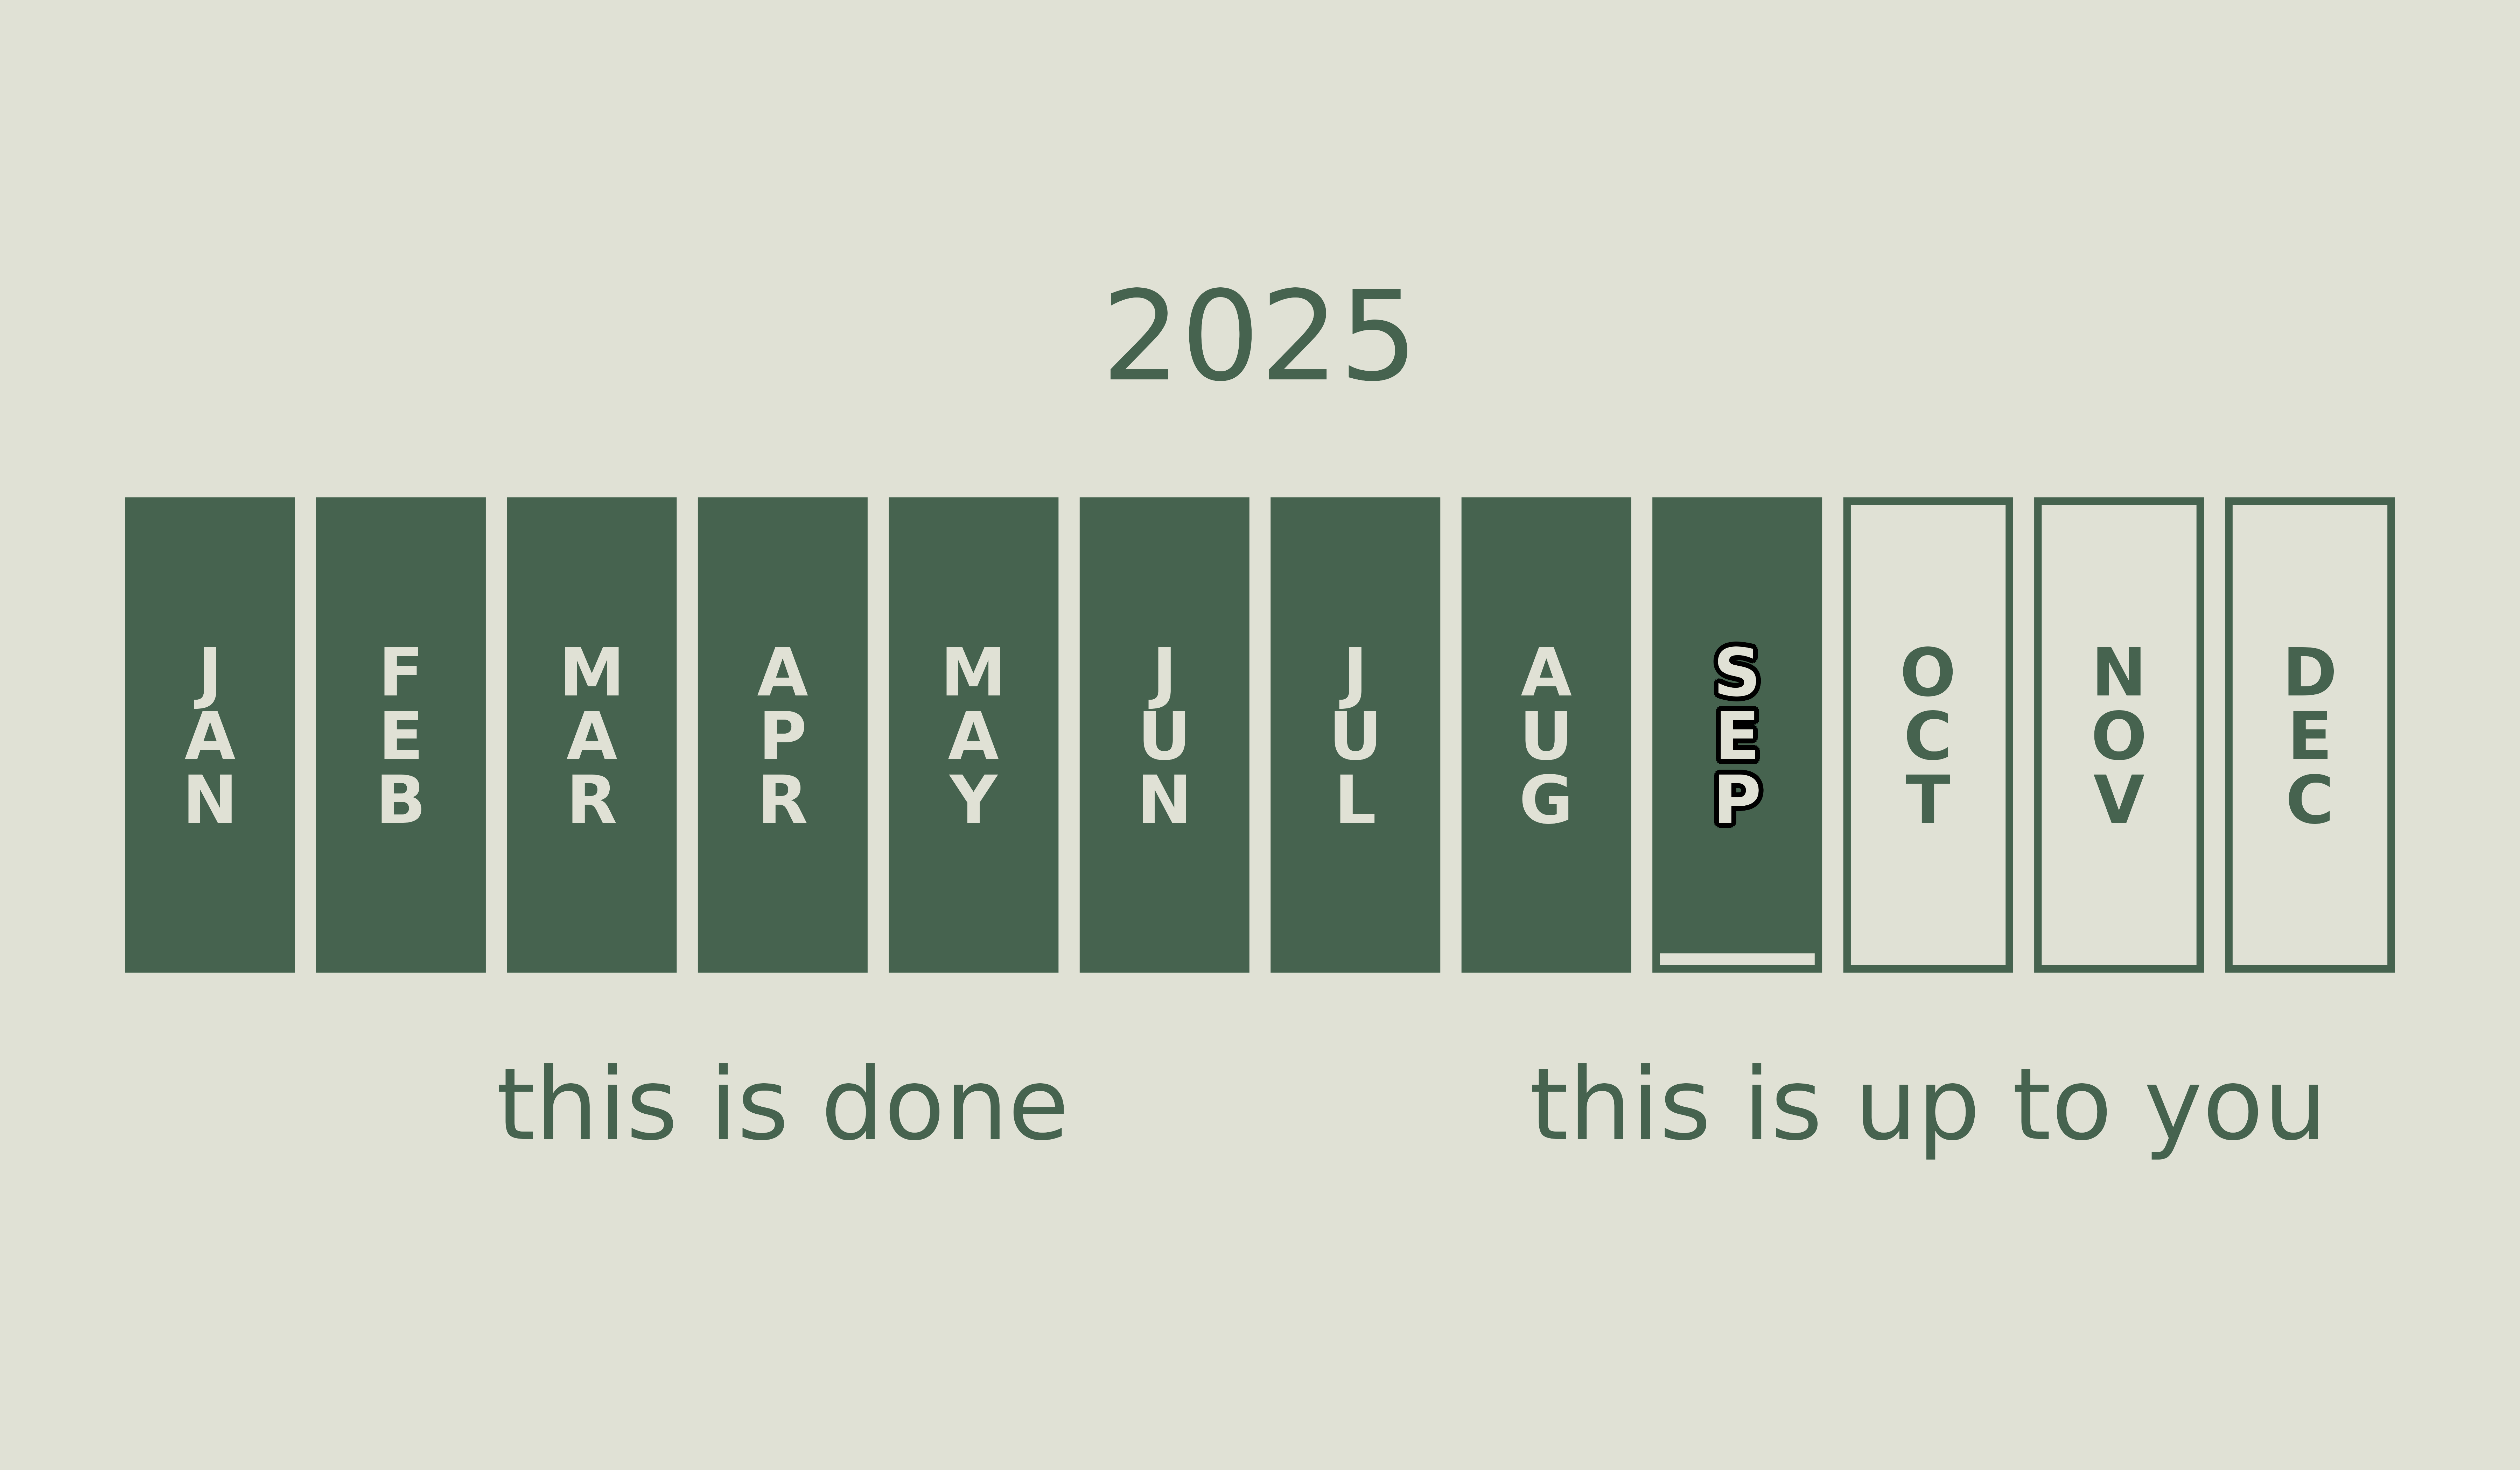 2025
JAN
FEB
MAR
APR
MAY
JUN
JUL
AUG
SEP
OCT
NOV
DEC
this is done
this is up to you